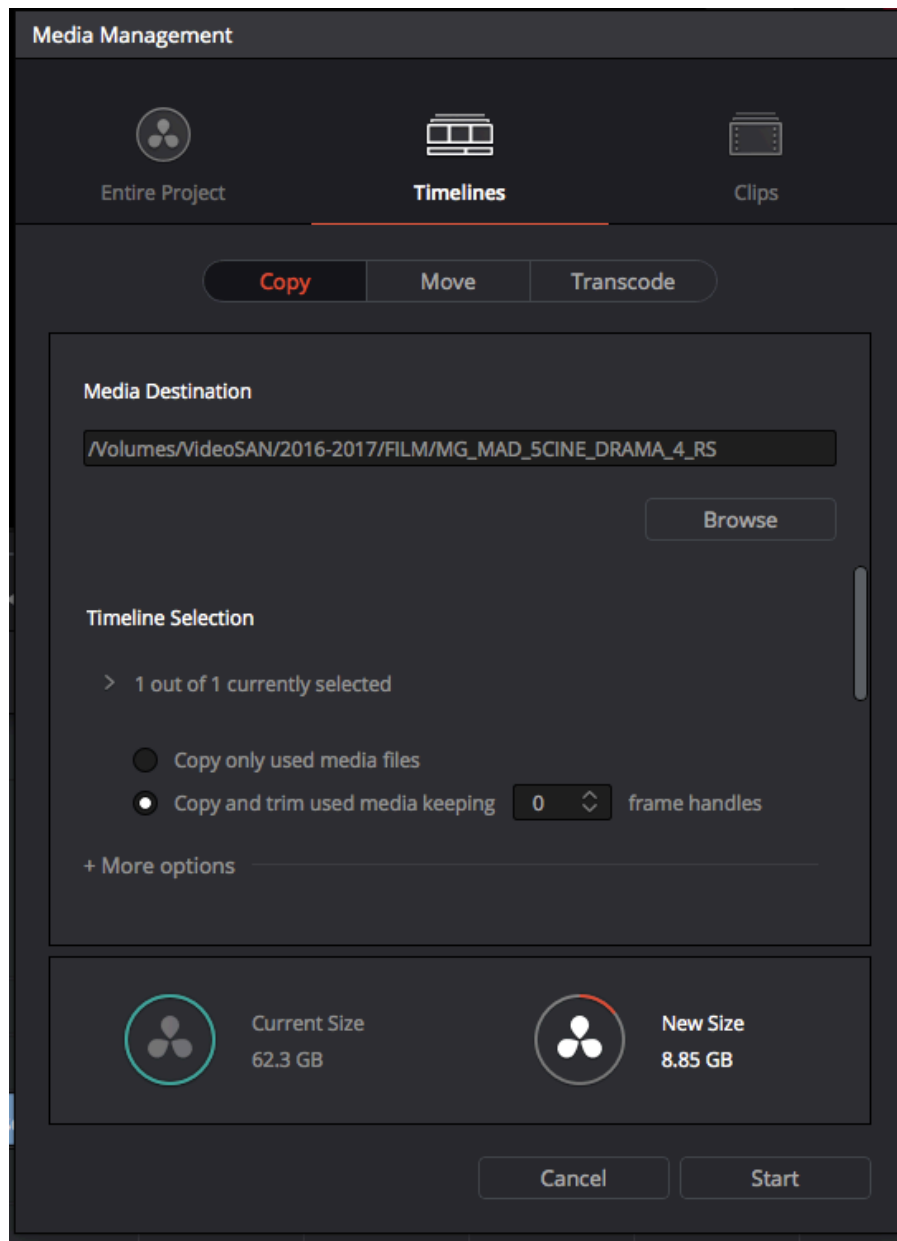 Media Management
Entire Project
Timelines
Clips
Copy
Move
Transcode
Media Destination
/Volumes/VideoSAN/2016-2017/FILM/MG_MAD_5CINE_DRAMA_4_RS
Browse
Timeline Selection
> 1 out of 1 currently selected
Copy only used media files
Copy and trim used media keeping 0 frame handles
+ More options
Current Size
62.3 GB
New Size
8.85 GB
Cancel
Start